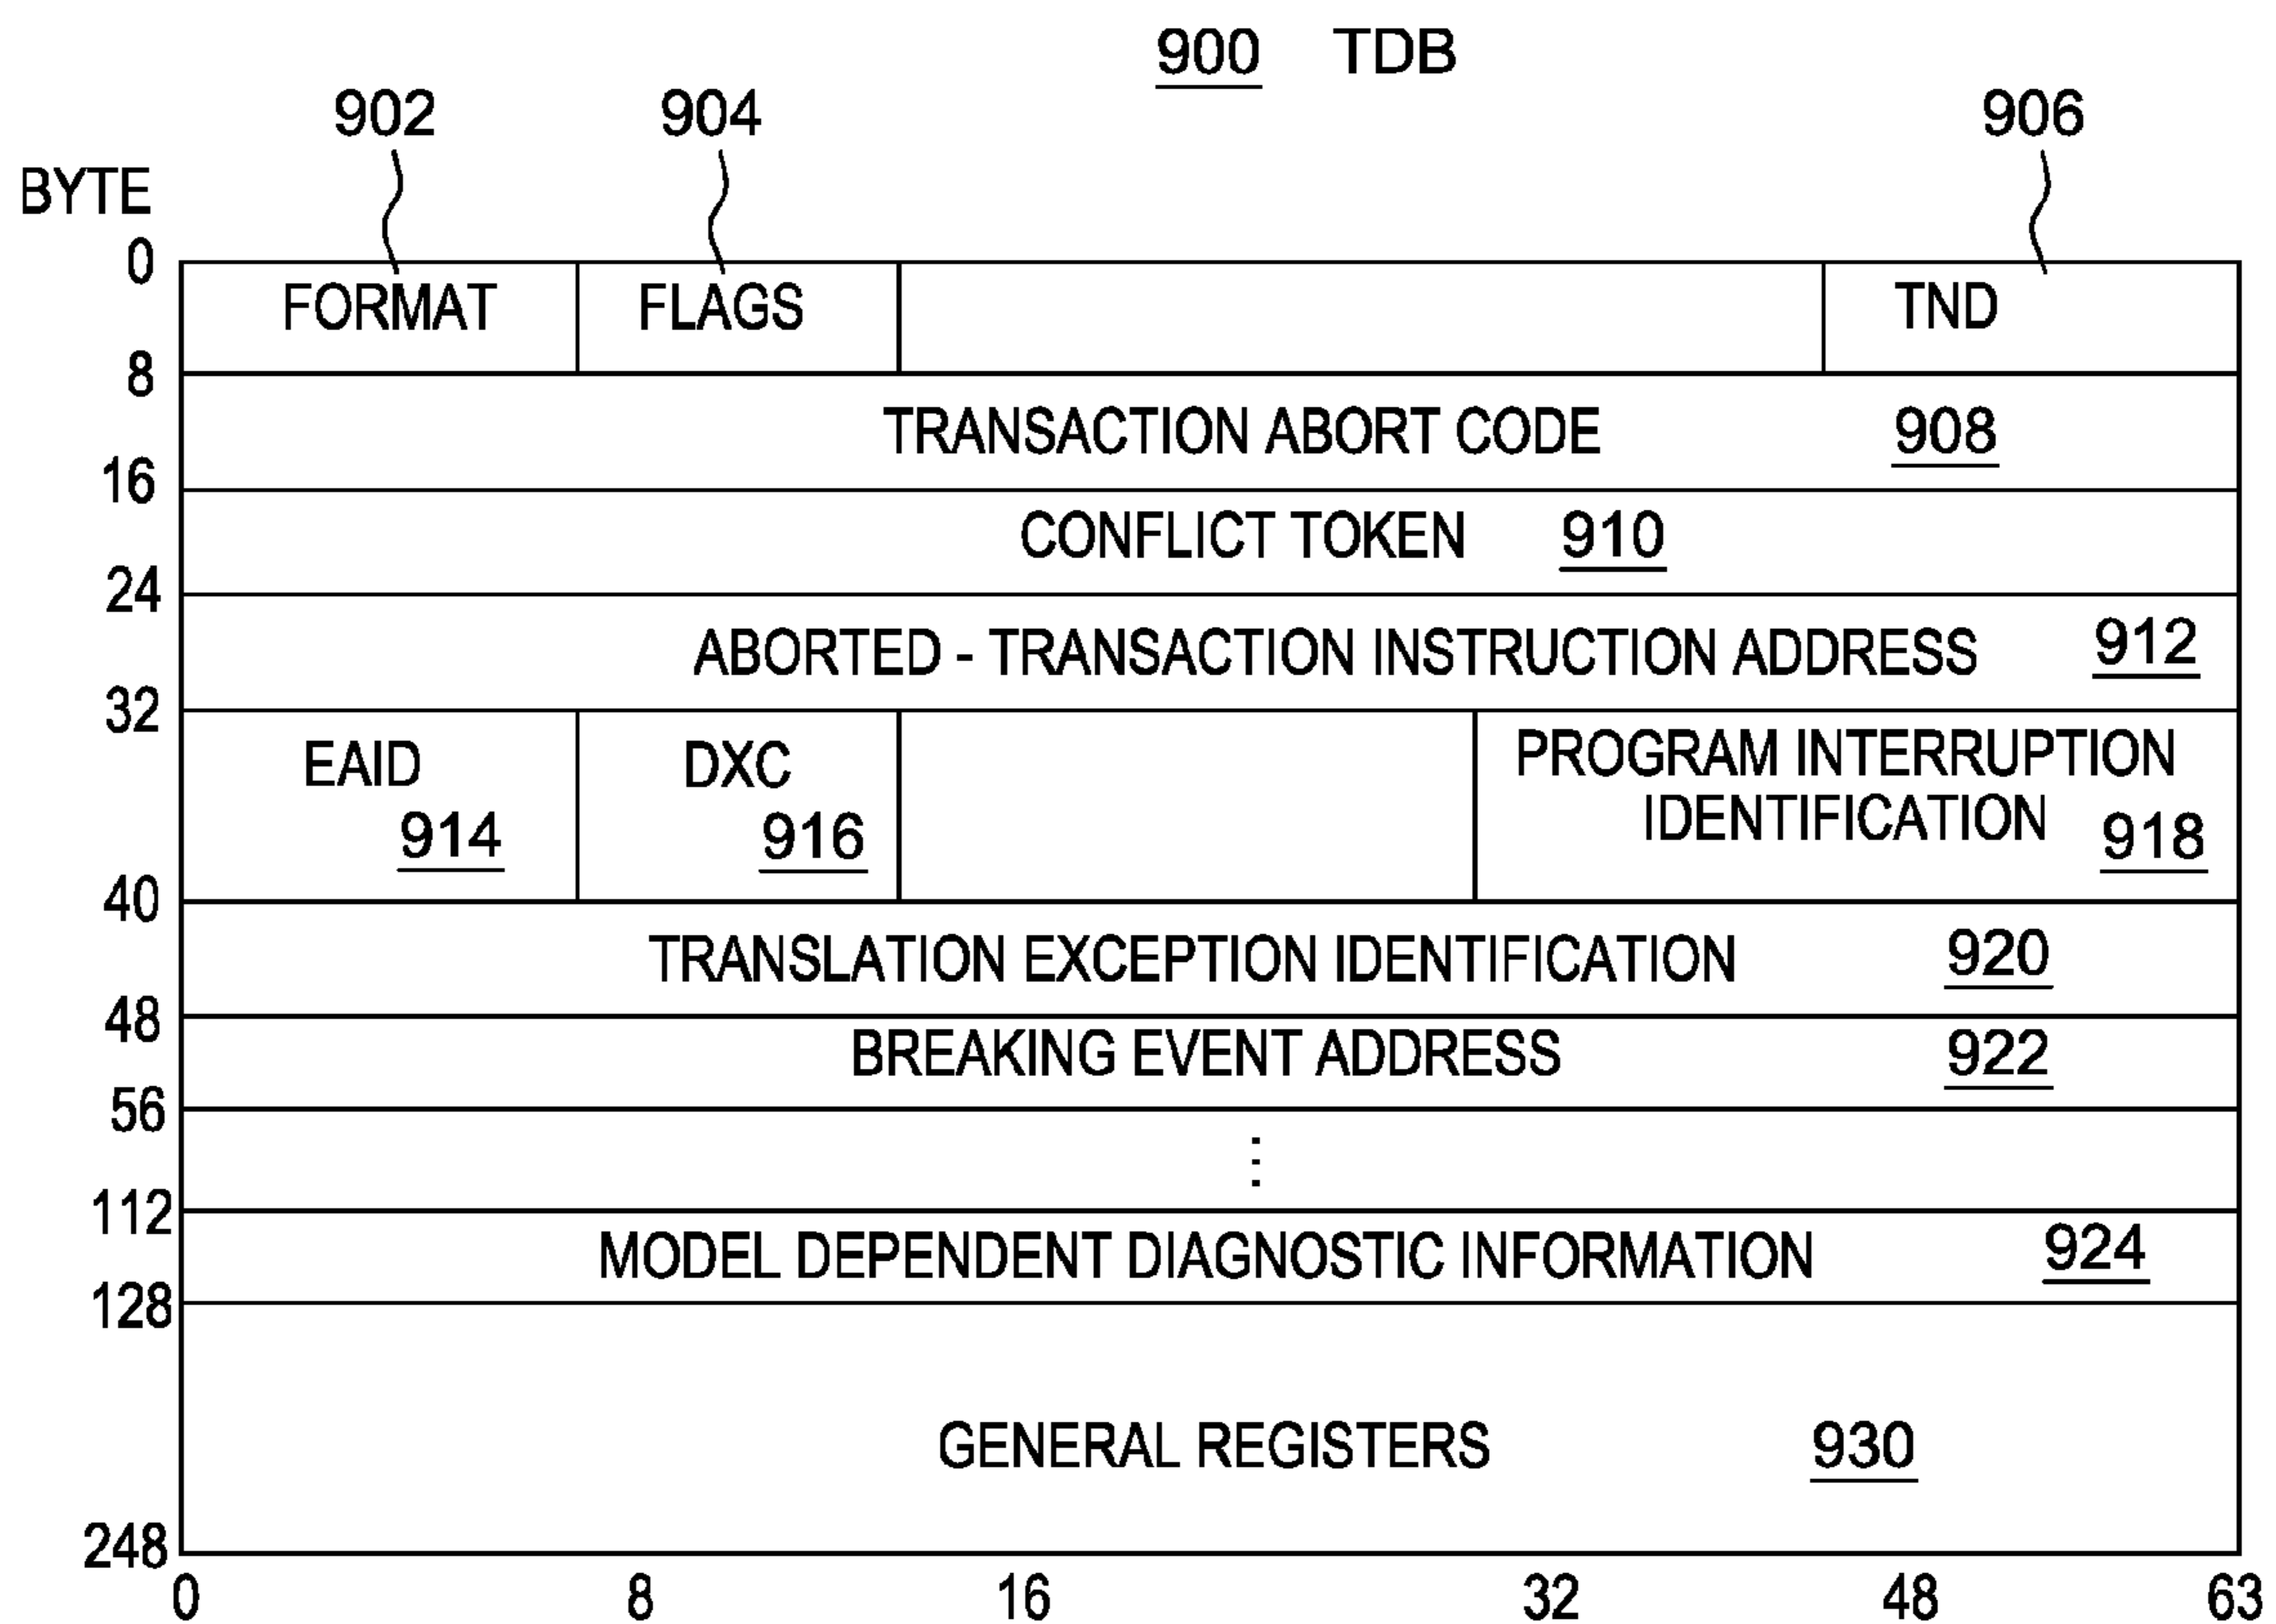 900 TDB
902 904 906
BYTE
0
FORMAT FLAGS TND
8
TRANSACTION ABORT CODE 908
16
CONFLICT TOKEN 910
24
ABORTED - TRANSACTION INSTRUCTION ADDRESS 912
32
EAID DXC PROGRAM INTERRUPTION
914 916 IDENTIFICATION 918
40
TRANSLATION EXCEPTION IDENTIFICATION 920
48
BREAKING EVENT ADDRESS 922
56
⋮
112
MODEL DEPENDENT DIAGNOSTIC INFORMATION 924
128
GENERAL REGISTERS 930
248
0 8 16 32 48 63